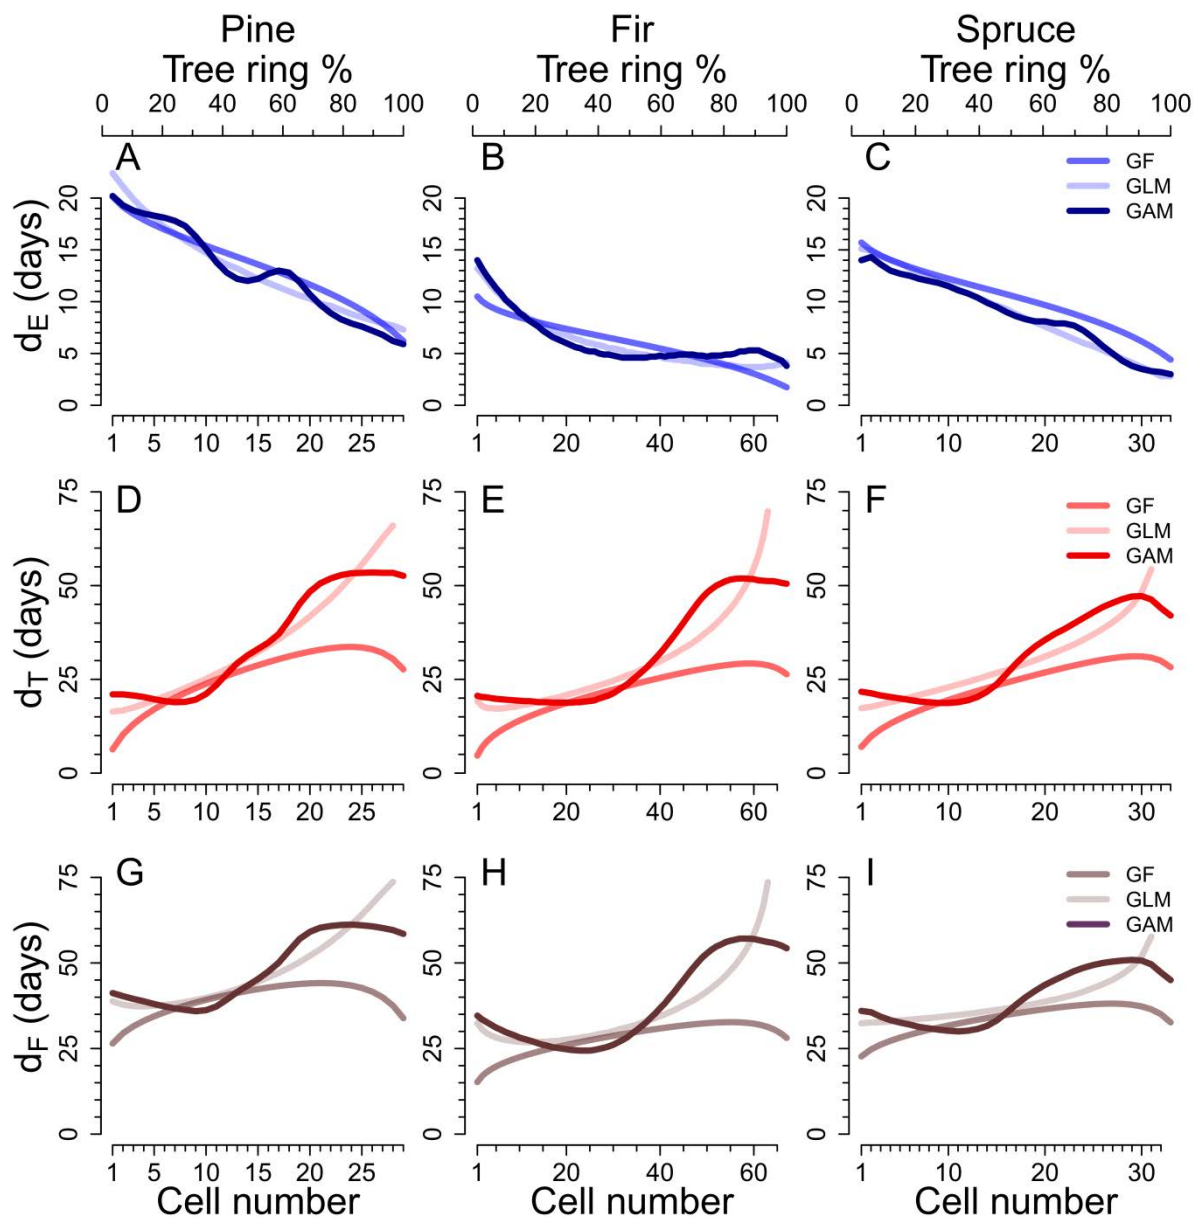 Pine Fir Spruce
Tree ring % Tree ring % Tree ring %
0 20 40 60 80 100 0 20 40 60 80 100 0 20 40 60 80 100
A B C
GF
GLM
GAM
dE (days)
0 5 10 15 20 0 5 10 15 20 0 5 10 15 20
1 5 10 15 20 25 1 20 40 60 1 10 20 30
D E F
GF
GLM
GAM
dT (days)
0 25 50 75 0 25 50 75 0 25 50 75
1 5 10 15 20 25 1 20 40 60 1 10 20 30
G H I
GF
GLM
GAM
dF (days)
0 25 50 75 0 25 50 75 0 25 50 75
1 5 10 15 20 25 1 20 40 60 1 10 20 30
Cell number Cell number Cell number